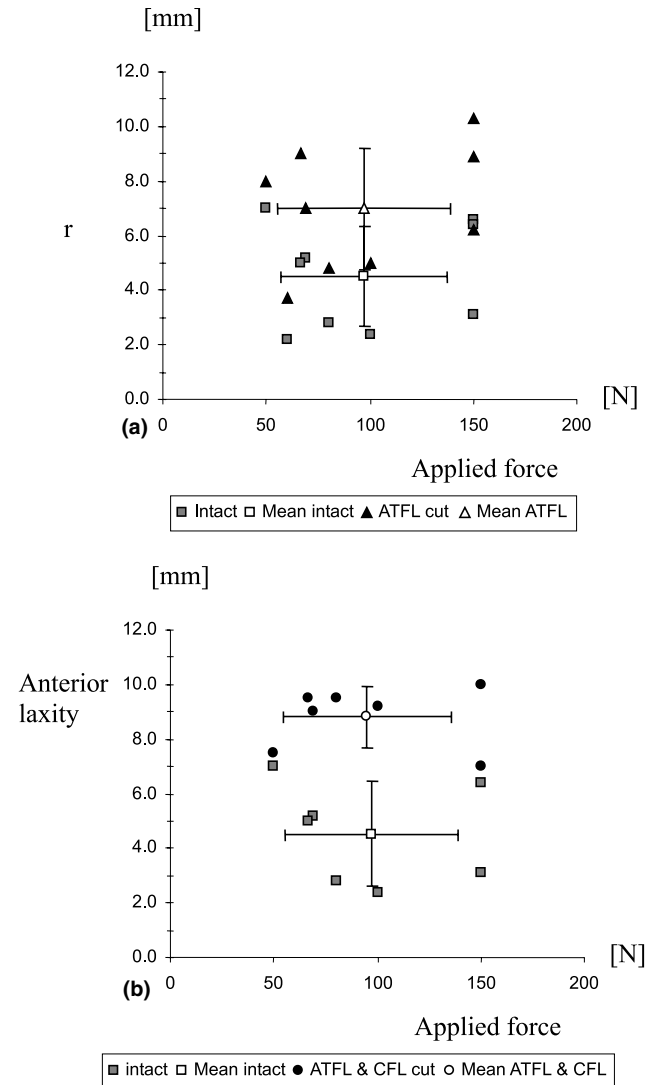 [mm]
12.0
10.0
8.0
r
6.0
4.0
2.0
0.0
[N]
(a)
0 50 100 150 200
Applied force
Intact Mean intact ATFL cut Mean ATFL
[mm]
12.0
Anterior
laxity
10.0
8.0
6.0
4.0
2.0
0.0
[N]
(b)
0 50 100 150 200
Applied force
intact Mean intact ATFL & CFL cut Mean ATFL & CFL